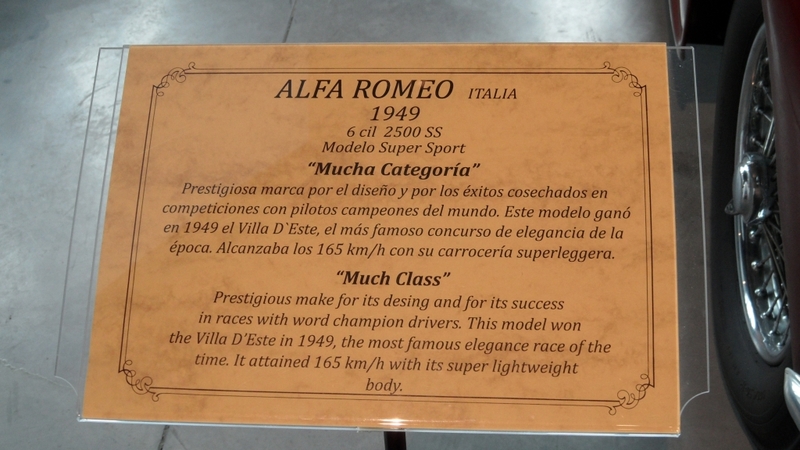 ALFA ROMEO ITALIA
1949
6 cil 2500 SS
Modelo Super Sport
“Mucha Categoría”
Prestigiosa marca por el diseño y por los éxitos cosechados en
competiciones con pilotos campeones del mundo. Este modelo ganó
en 1949 el Villa D`Este, el más famoso concurso de elegancia de la
época. Alcanzaba los 165 km/h con su carrocería superleggera.
“Much Class”
Prestigious make for its desing and for its success
in races with word champion drivers. This model won
the Villa D’Este in 1949, the most famous elegance race of the
time. It attained 165 km/h with its super lightweight
body.